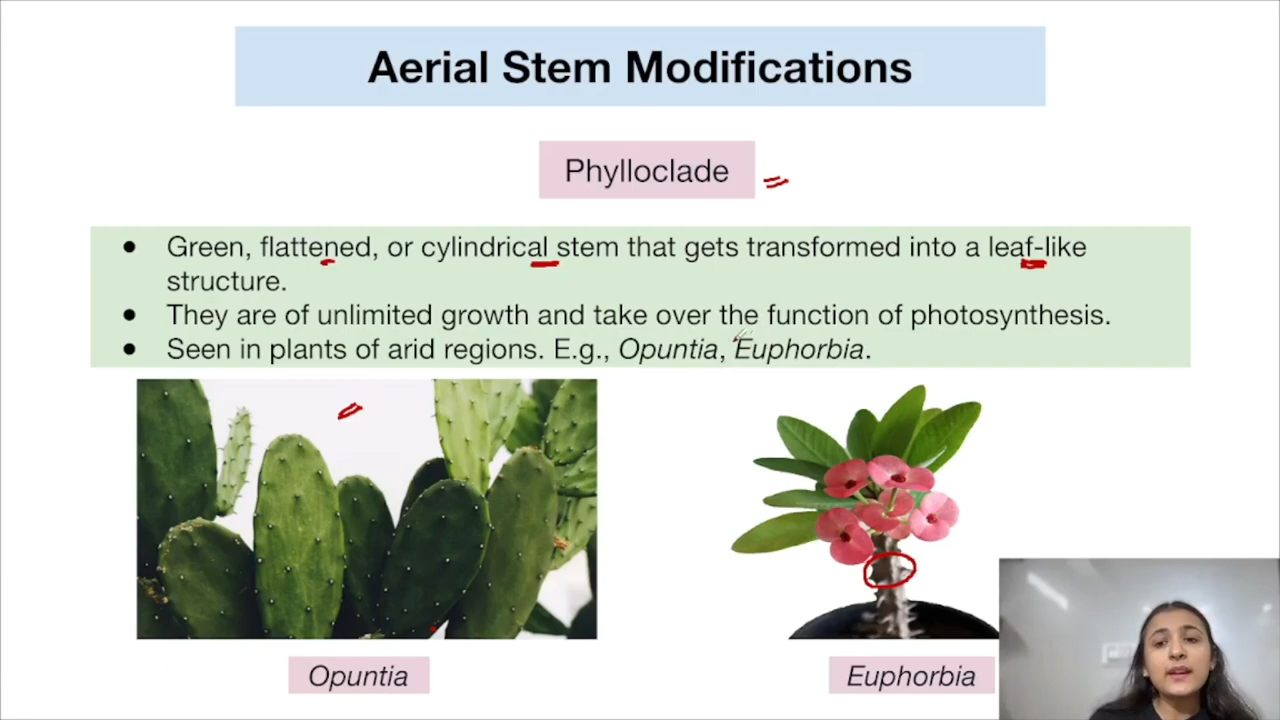 Aerial Stem Modifications
Phylloclade
● Green, flattened, or cylindrical stem that gets transformed into a leaf-like
structure.
● They are of unlimited growth and take over the function of photosynthesis.
● Seen in plants of arid regions. E.g., Opuntia, Euphorbia.
Opuntia
Euphorbia